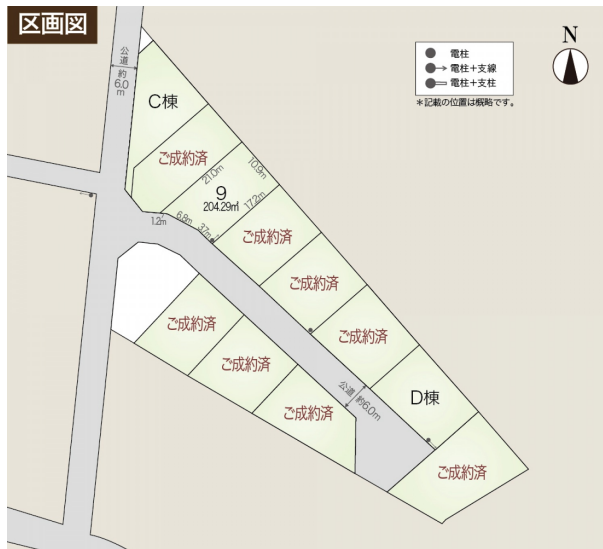 区画図
N
電柱
電柱＋支線
電柱＋支柱
＊記載の位置は概略です。
公道
約6.0m
C棟
ご成約済
21.0m
10.9m
9
204.29㎡
17.2m
1.2m
6.8m
3.7m
ご成約済
ご成約済
ご成約済
D棟
ご成約済
ご成約済
ご成約済
ご成約済
公道
約6.0m